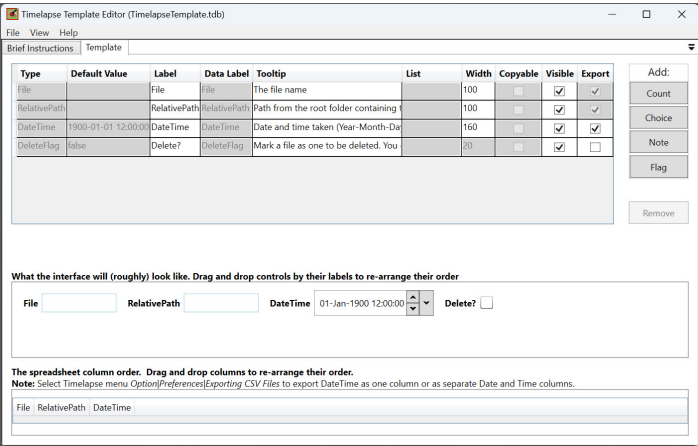 Timelapse Template Editor (TimelapseTemplate.tdb)
File View Help
Brief Instructions Template
Type Default Value Label Data Label Tooltip List Width Copyable Visible Export
File File File The file name 100
RelativePath RelativePath RelativePath Path from the root folder containing t 100
DateTime 1900-01-01 12:00:00 DateTime DateTime Date and time taken (Year-Month-Da 160
DeleteFlag false Delete? DeleteFlag Mark a file as one to be deleted. You 20
Add:
Count
Choice
Note
Flag
Remove
What the interface will (roughly) look like. Drag and drop controls by their labels to re-arrange their order
File RelativePath DateTime 01-Jan-1900 12:00:00 Delete?
The spreadsheet column order. Drag and drop columns to re-arrange their order.
Note: Select Timelapse menu Option|Preferences|Exporting CSV Files to export DateTime as one column or as separate Date and Time columns.
File RelativePath DateTime